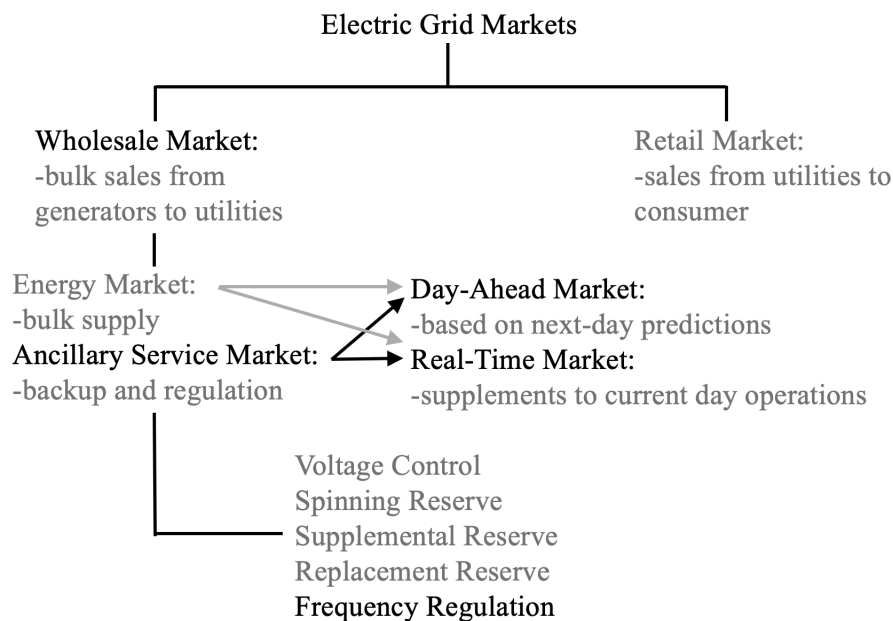 Electric Grid Markets
Wholesale Market:
-bulk sales from
generators to utilities
Retail Market:
-sales from utilities to
consumer
Energy Market:
-bulk supply
Ancillary Service Market:
-backup and regulation
Day-Ahead Market:
-based on next-day predictions
Real-Time Market:
-supplements to current day operations
Voltage Control
Spinning Reserve
Supplemental Reserve
Replacement Reserve
Frequency Regulation